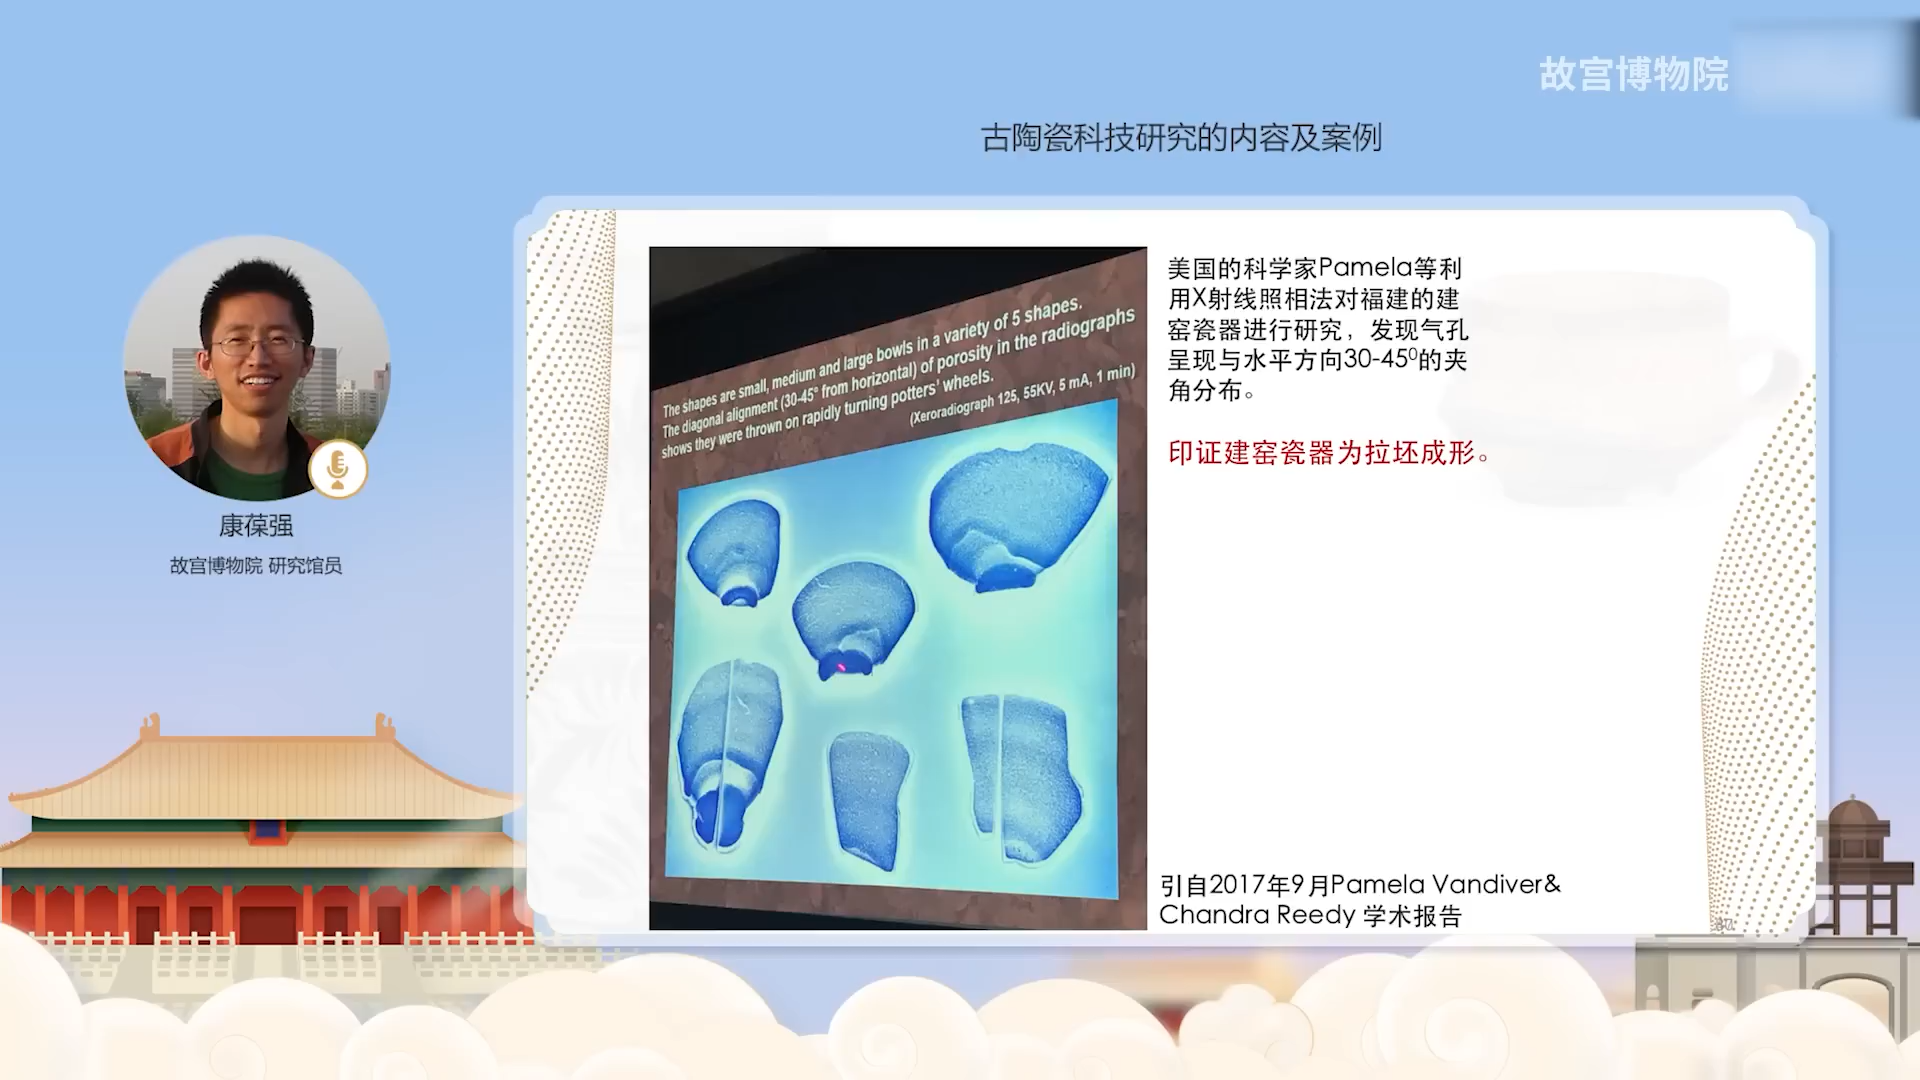 故宫博物院
古陶瓷科技研究的内容及案例
康葆强
故宫博物院 研究馆员
The shapes are small, medium and large bowls in a variety of 5 shapes.
The diagonal alignment (30-45° from horizontal) of porosity in the radiographs
shows they were thrown on rapidly turning potters' wheels.
(Xeroradiograph 125, 55KV, 5 mA, 1 min)
美国的科学家Pamela等利
用X射线照相法对福建的建
窑瓷器进行研究，发现气孔
呈现与水平方向30-45⁰的夹
角分布。
印证建窑瓷器为拉坯成形。
引自2017年9月Pamela Vandiver&
Chandra Reedy 学术报告